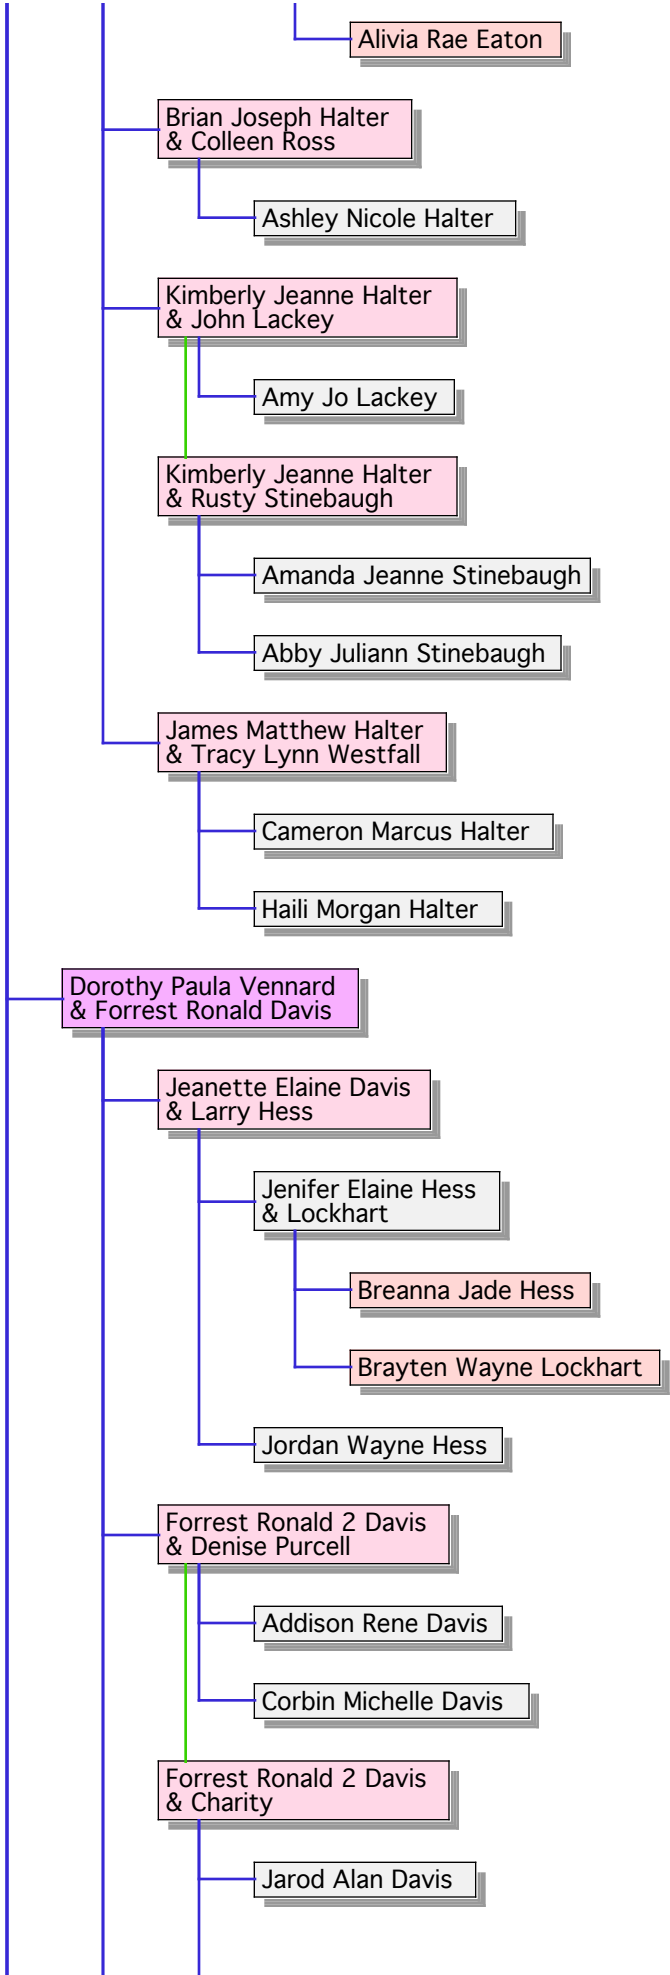 Alivia Rae Eaton
Brian Joseph Halter
& Colleen Ross
Ashley Nicole Halter
Kimberly Jeanne Halter
& John Lackey
Amy Jo Lackey
Kimberly Jeanne Halter
& Rusty Stinebaugh
Amanda Jeanne Stinebaugh
Abby Juliann Stinebaugh
James Matthew Halter
& Tracy Lynn Westfall
Cameron Marcus Halter
Haili Morgan Halter
Dorothy Paula Vennard
& Forrest Ronald Davis
Jeanette Elaine Davis
& Larry Hess
Jenifer Elaine Hess
& Lockhart
Breanna Jade Hess
Brayten Wayne Lockhart
Jordan Wayne Hess
Forrest Ronald 2 Davis
& Denise Purcell
Addison Rene Davis
Corbin Michelle Davis
Forrest Ronald 2 Davis
& Charity
Jarod Alan Davis